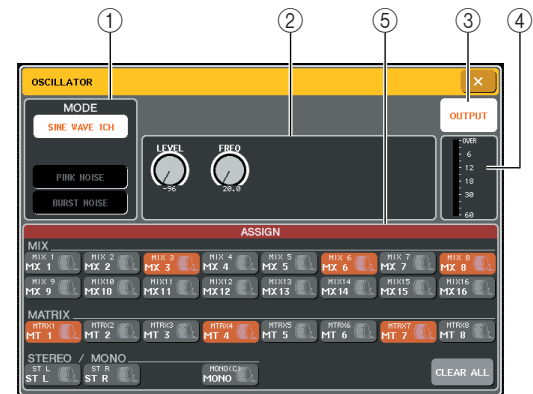 ① ② ⑤ ③ ④
OSCILLATOR ×
MODE
SINE WAVE 1CH
PINK NOISE
BURST NOISE
LEVEL FREQ
-96 20.0
OUTPUT
OVER
6
12
18
30
60
ASSIGN
MIX
MIX 1 MIX 2 MIX 3 MIX 4 MIX 5 MIX 6 MIX 7 MIX 8
MX 1 MX 2 MX 3 MX 4 MX 5 MX 6 MX 7 MX 8
MIX 9 MIX10 MIX11 MIX12 MIX13 MIX14 MIX15 MIX16
MX 9 MX10 MX11 MX12 MX13 MX14 MX15 MX16
MATRIX
MTRX1 MTRX2 MTRX3 MTRX4 MTRX5 MTRX6 MTRX7 MTRX8
MT 1 MT 2 MT 3 MT 4 MT 5 MT 6 MT 7 MT 8
STEREO / MONO
ST L ST R MONO(C)
ST L ST R MONO
CLEAR ALL